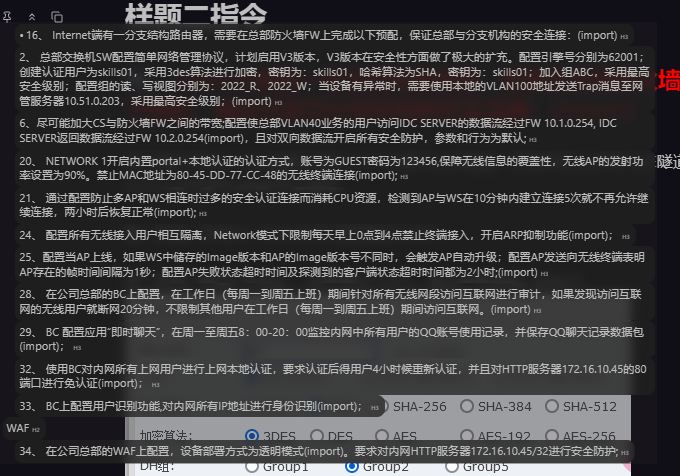 样题二指令
• 16、 Internet端有一分支结构路由器，需要在总部防火墙FW上完成以下预配，保证总部与分支机构的安全连接:（import) H3
2、 总部交换机SW配置简单网络管理协议，计划启用V3版本，V3版本在安全性方面做了极大的扩充。配置引擎号分别为62001；
创建认证用户为skills01，采用3des算法进行加密，密钥为：skills01，哈希算法为SHA，密钥为：skills01；加入组ABC，采用最高
安全级别；配置组的读、写视图分别为：2022_R、2022_W；当设备有异常时，需要使用本地的VLAN100地址发送Trap消息至网
管服务器10.51.0.203，采用最高安全级别；(import) H3
墙
6、尽可能加大CS与防火墙FW之间的带宽;配置使总部VLAN40业务的用户访问IDC SERVER的数据流经过FW 10.1.0.254, IDC
SERVER返回数据流经过FW 10.2.0.254(import)，且对双向数据流开启所有安全防护，参数和行为为默认; H3
20、 NETWORK 1开启内置portal+本地认证的认证方式，账号为GUEST密码为123456,保障无线信息的覆盖性，无线AP的发射功
率设置为90%。禁止MAC地址为80-45-DD-77-CC-48的无线终端连接(import); H3
隧道
21、 通过配置防止多AP和WS相连时过多的安全认证连接而消耗CPU资源，检测到AP与WS在10分钟内建立连接5次就不再允许继
续连接，两小时后恢复正常(import)； H3
24、 配置所有无线接入用户相互隔离，Network模式下限制每天早上0点到4点禁止终端接入，开启ARP抑制功能(import)； H3
25、配置当AP上线，如果WS中储存的Image版本和AP的Image版本号不同时，会触发AP自动升级；配置AP发送向无线终端表明
AP存在的帧时间间隔为1秒；配置AP失败状态超时时间及探测到的客户端状态超时时间都为2小时;(import) H3
28、 在公司总部的BC上配置，在工作日（每周一到周五上班）期间针对所有无线网段访问互联网进行审计，如果发现访问互联
网的无线用户就断网20分钟，不限制其他用户在工作日（每周一到周五上班）期间访问互联网。(import) H3
29、 BC 配置应用“即时聊天”，在周一至周五8：00-20：00监控内网中所有用户的QQ账号使用记录，并保存QQ聊天记录数据包
(import)； H3
32、 使用BC对内网所有上网用户进行上网本地认证，要求认证后得用户4小时候重新认证，并且对HTTP服务器172.16.10.45的80
端口进行免认证(import)； H3
33、 BC上配置用户识别功能,对内网所有IP地址进行身份识别(import)； H3
SHA-256 SHA-384 SHA-512
WAF H2
加密算法： 3DES DES AES AES-192 AES-256
34、 在公司总部的WAF上配置，设备部署方式为透明模式(import)。要求对内网HTTP服务器172.16.10.45/32进行安全防护; H3
DH组： Group1 Group2 Group5